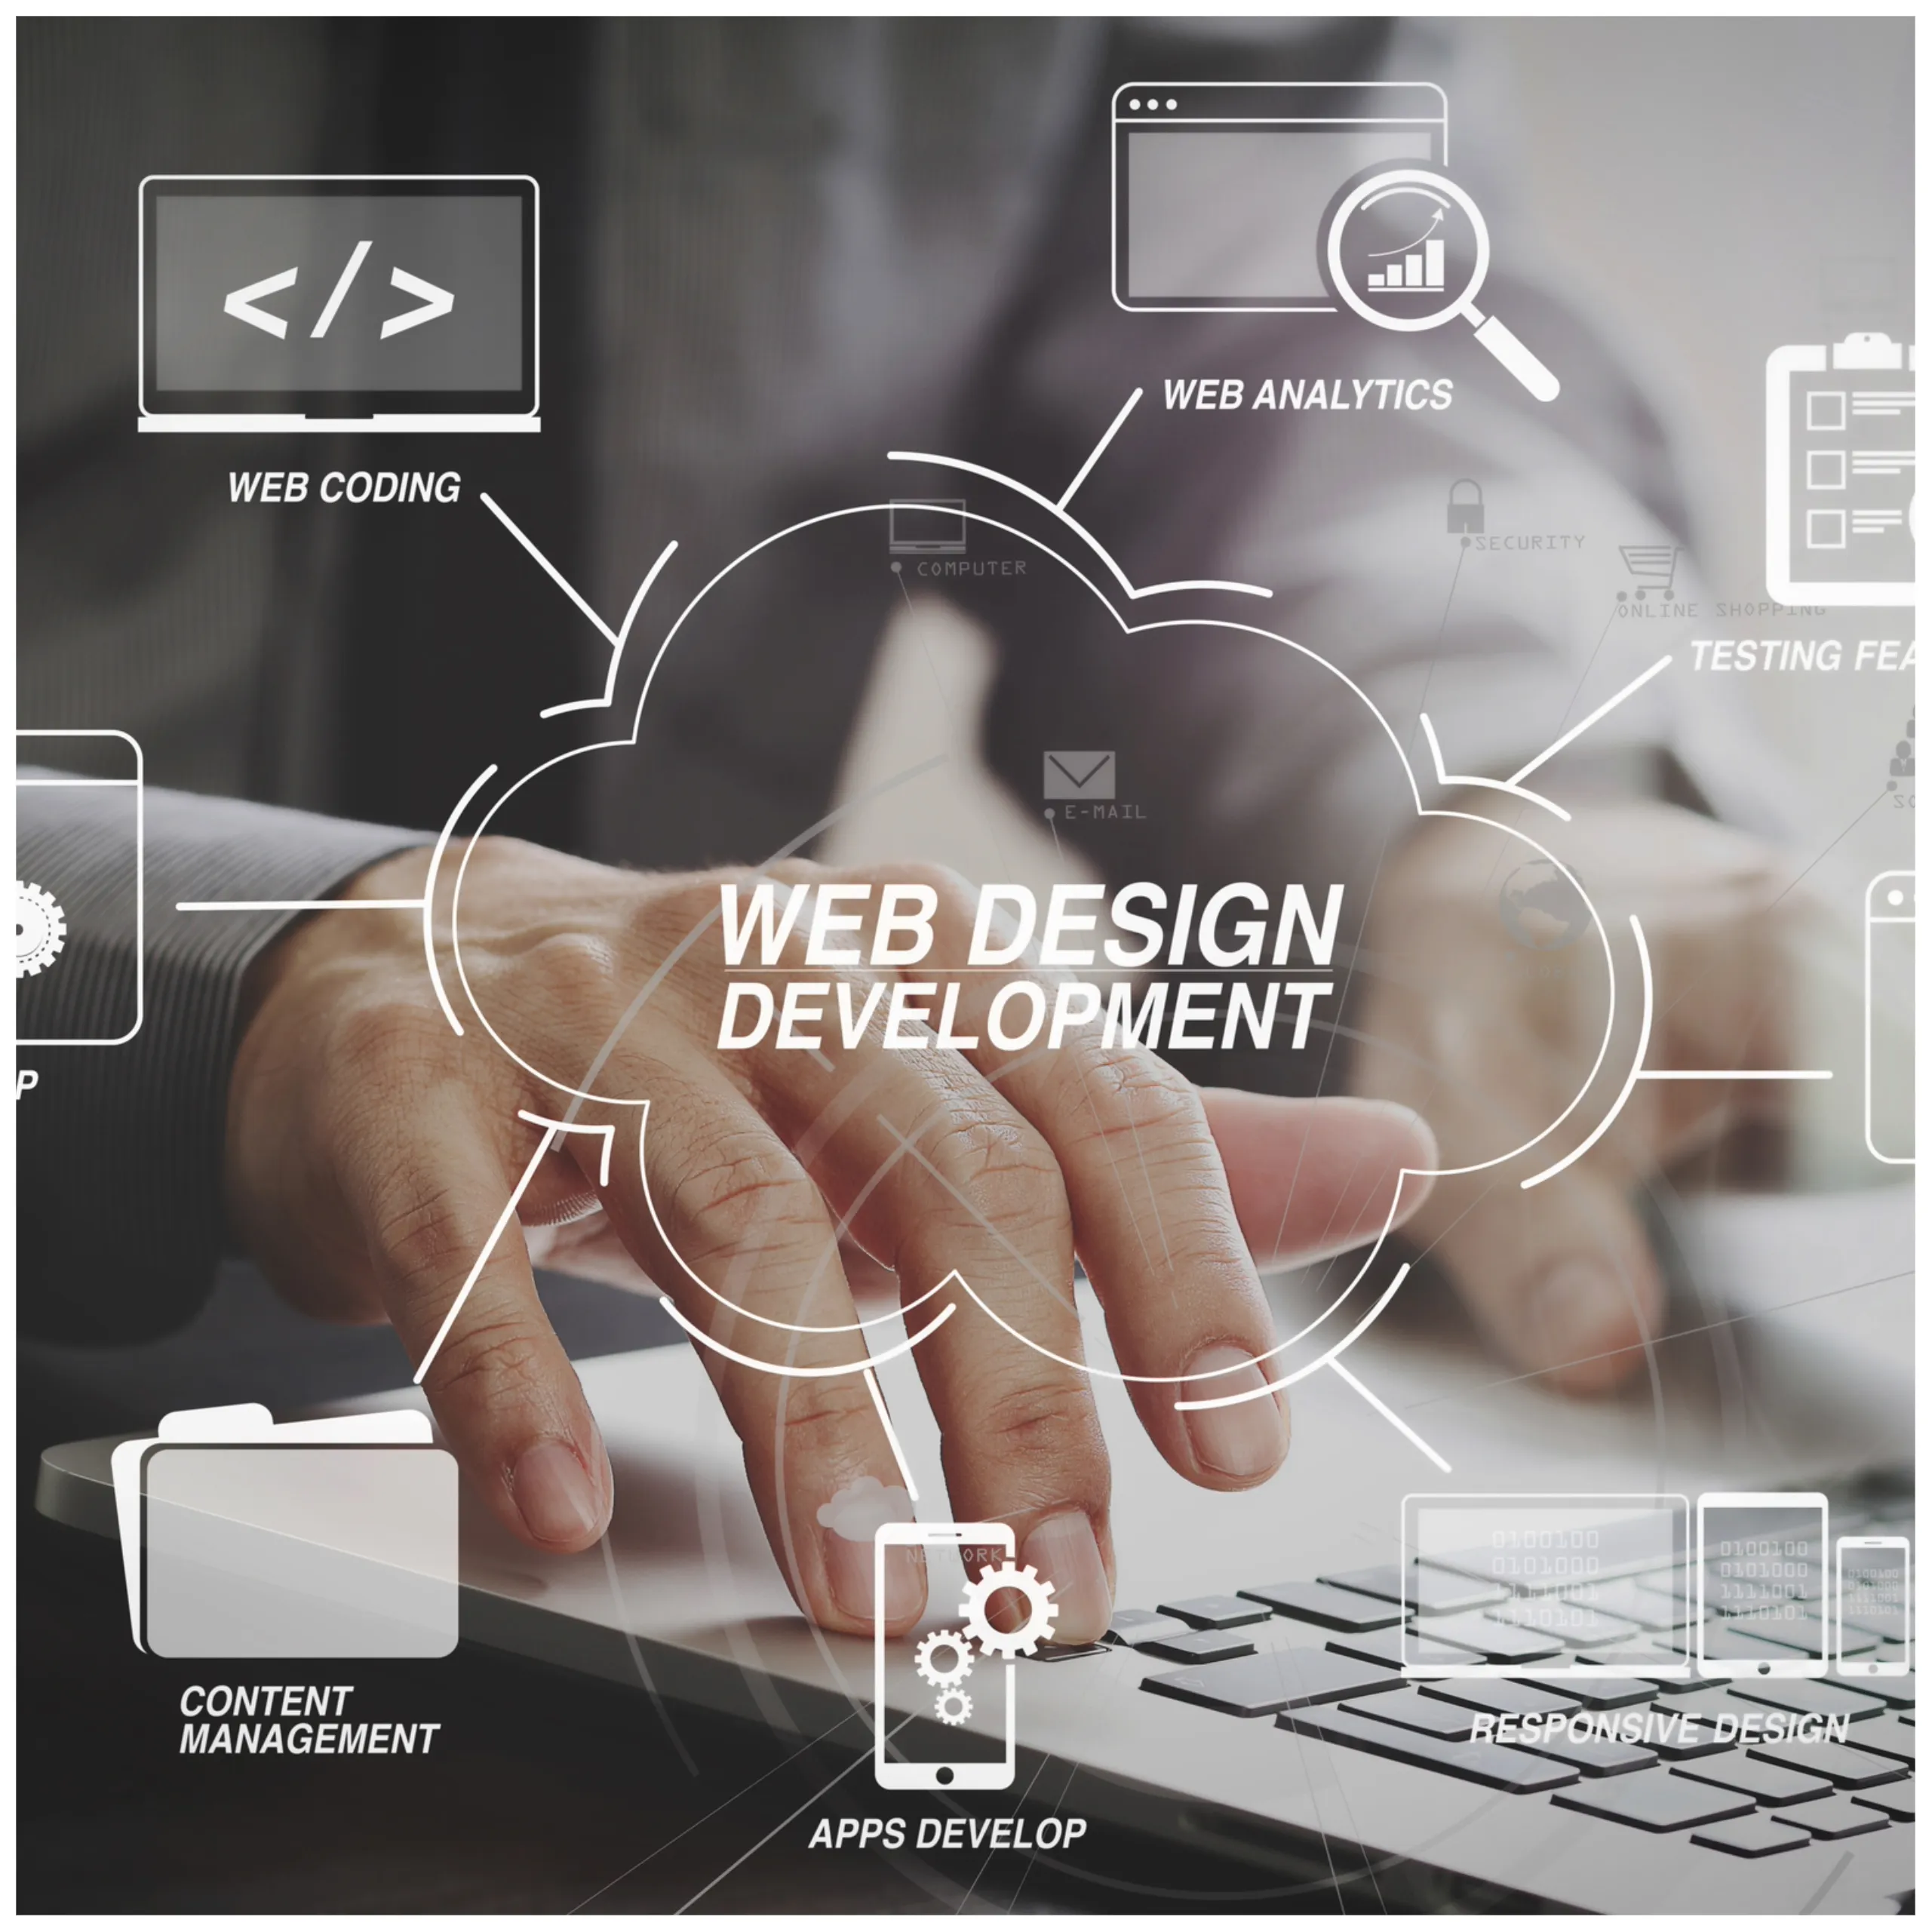 WEB ANALYTICS
WEB CODING
SECURITY
COMPUTER
ONLINE SHOPPING
TESTING FEA
E-MAIL
WEB DESIGN
DEVELOPMENT
P
NETWORK
0100100
0101000
1111001
1110101
0100100
0101000
1111001
1110101
CONTENT
MANAGEMENT
RESPONSIVE DESIGN
APPS DEVELOP